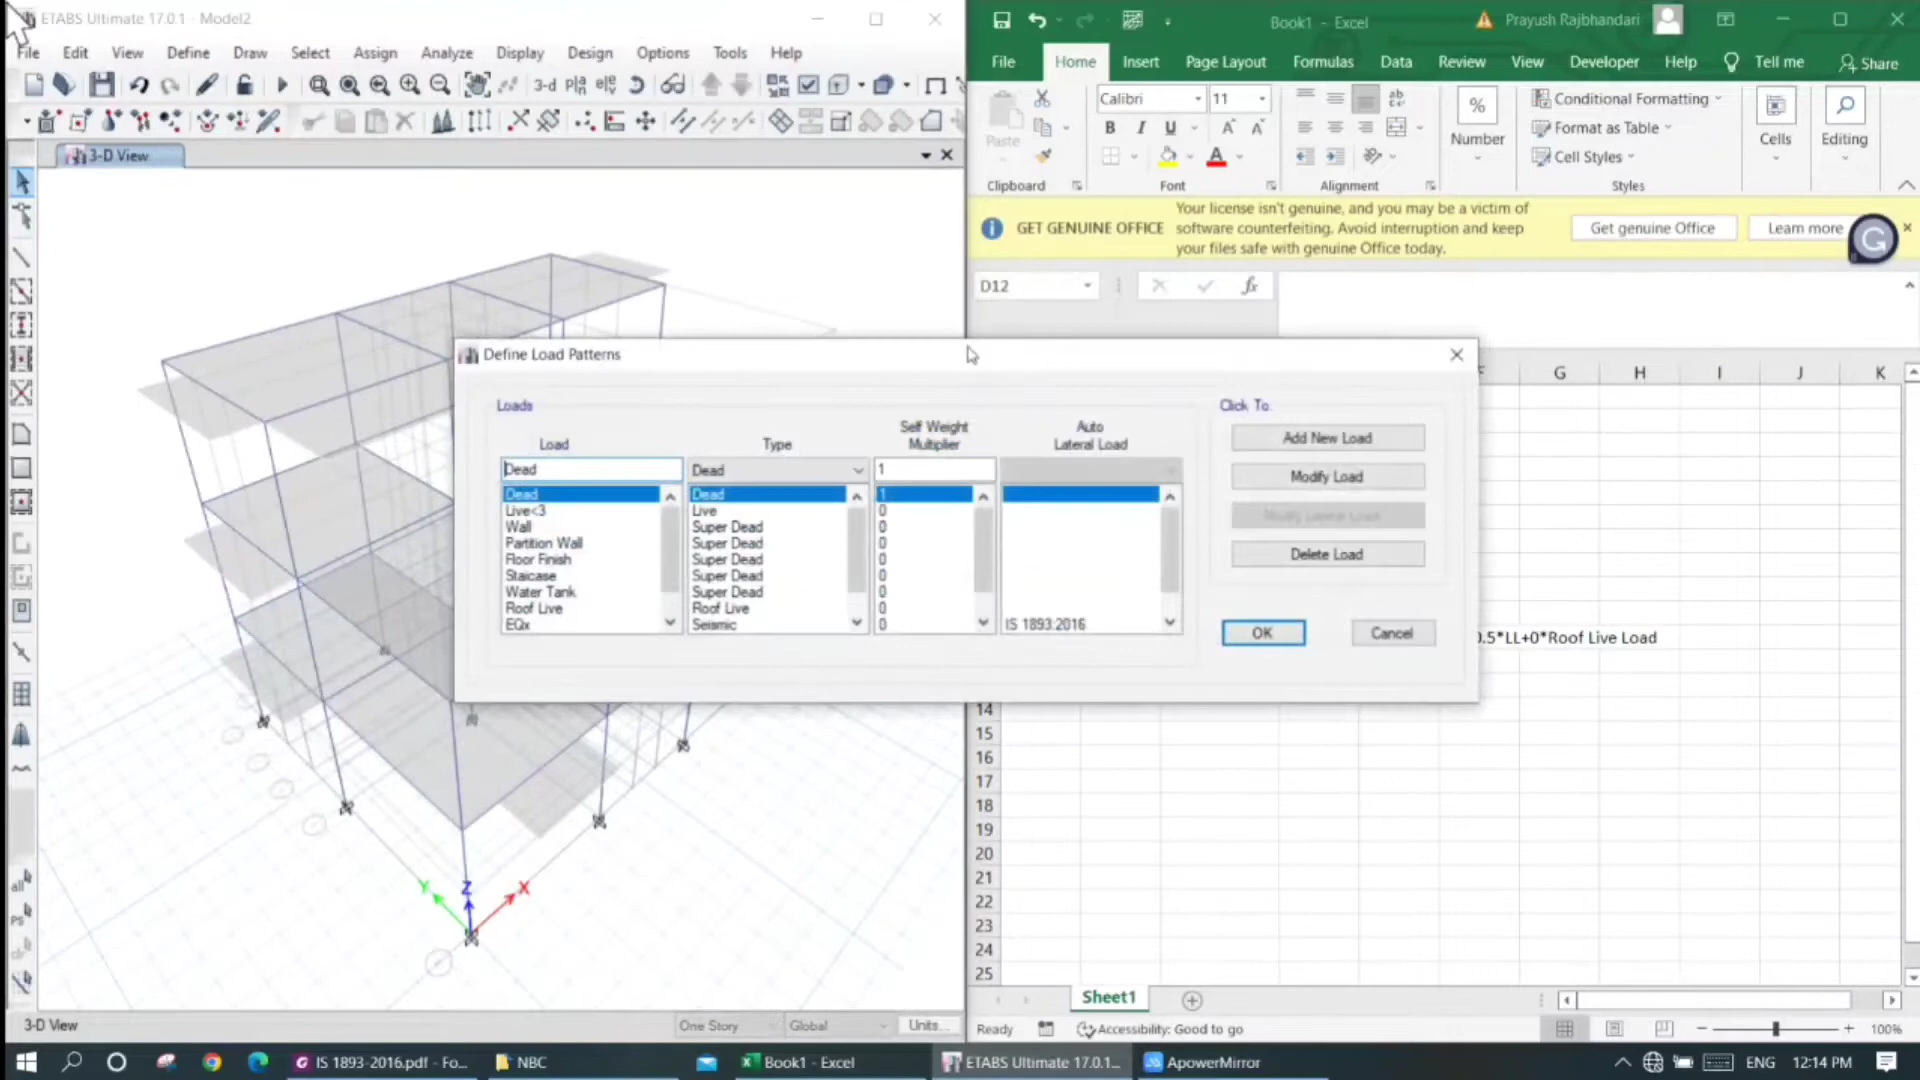 ETABS Ultimate 17.0.1 - Model2
File Edit View Define Draw Select Assign Analyze Display Design Options Tools Help
3-d
3-D View
Define Load Patterns
Loads
Load
Type
Self Weight
Multiplier
Auto
Lateral Load
Dead Dead 1
Dead Dead 1
Live<3 Live 0
Wall Super Dead 0
Partition Wall Super Dead 0
Floor Finish Super Dead 0
Staicase Super Dead 0
Water Tank Super Dead 0
Roof Live Roof Live 0
EQx Seismic 0 IS 1893:2016
Click To:
Add New Load
Modify Load
Modify Lateral Load
Delete Load
OK Cancel
Y Z X
all
ps
clr
3-D View One Story Global Units...
Book1 - Excel Prayush Rajbhandari
File Home Insert Page Layout Formulas Data Review View Developer Help Tell me Share
Paste
Clipboard
Calibri 11
B I U
Font
Alignment
%
Number
Conditional Formatting
Format as Table
Cell Styles
Styles
Cells
Editing
GET GENUINE OFFICE
Your license isn't genuine, and you may be a victim of
software counterfeiting. Avoid interruption and keep
your files safe with genuine Office today.
Get genuine Office Learn more
D12 fx
G H I J K
0.5*LL+0*Roof Live Load
14
15
16
17
18
19
20
21
22
23
24
25
Sheet1
Ready Accessibility: Good to go 100%
IS 1893-2016.pdf - Fo... NBC Book1 - Excel ETABS Ultimate 17.0.1... ApowerMirror ENG 12:14 PM